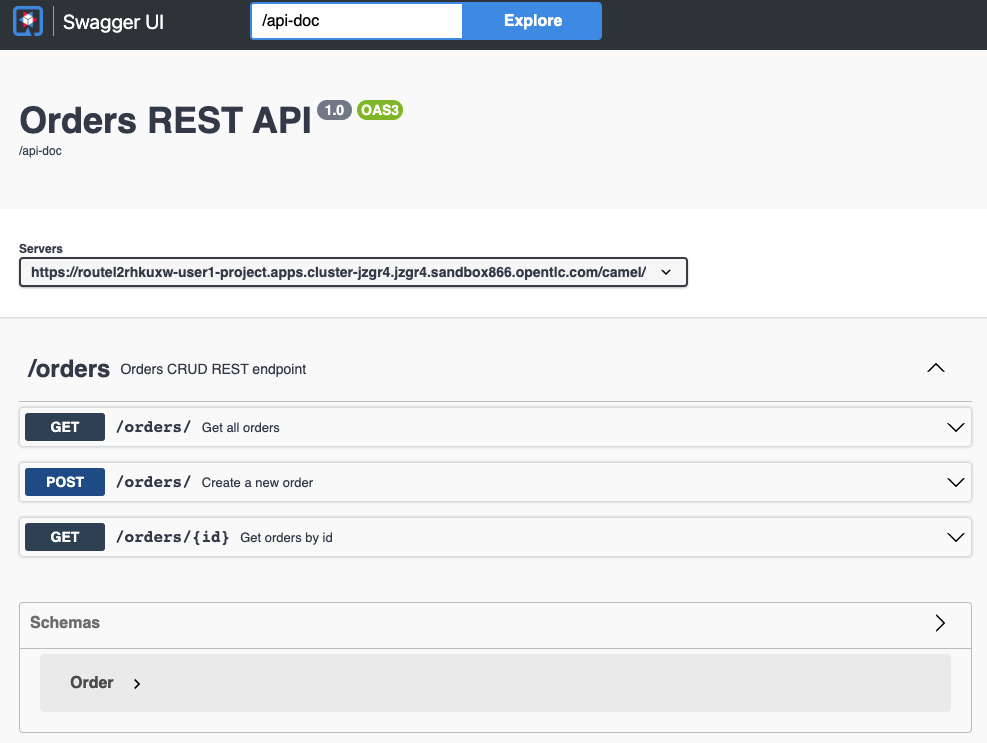 Swagger UI /api-doc Explore
Orders REST API 1.0 OAS3
/api-doc
Servers
https://routel2rhkuxw-user1-project.apps.cluster-jzgr4.jzgr4.sandbox866.opentlc.com/camel/
/orders Orders CRUD REST endpoint
GET /orders/ Get all orders
POST /orders/ Create a new order
GET /orders/{id} Get orders by id
Schemas
Order